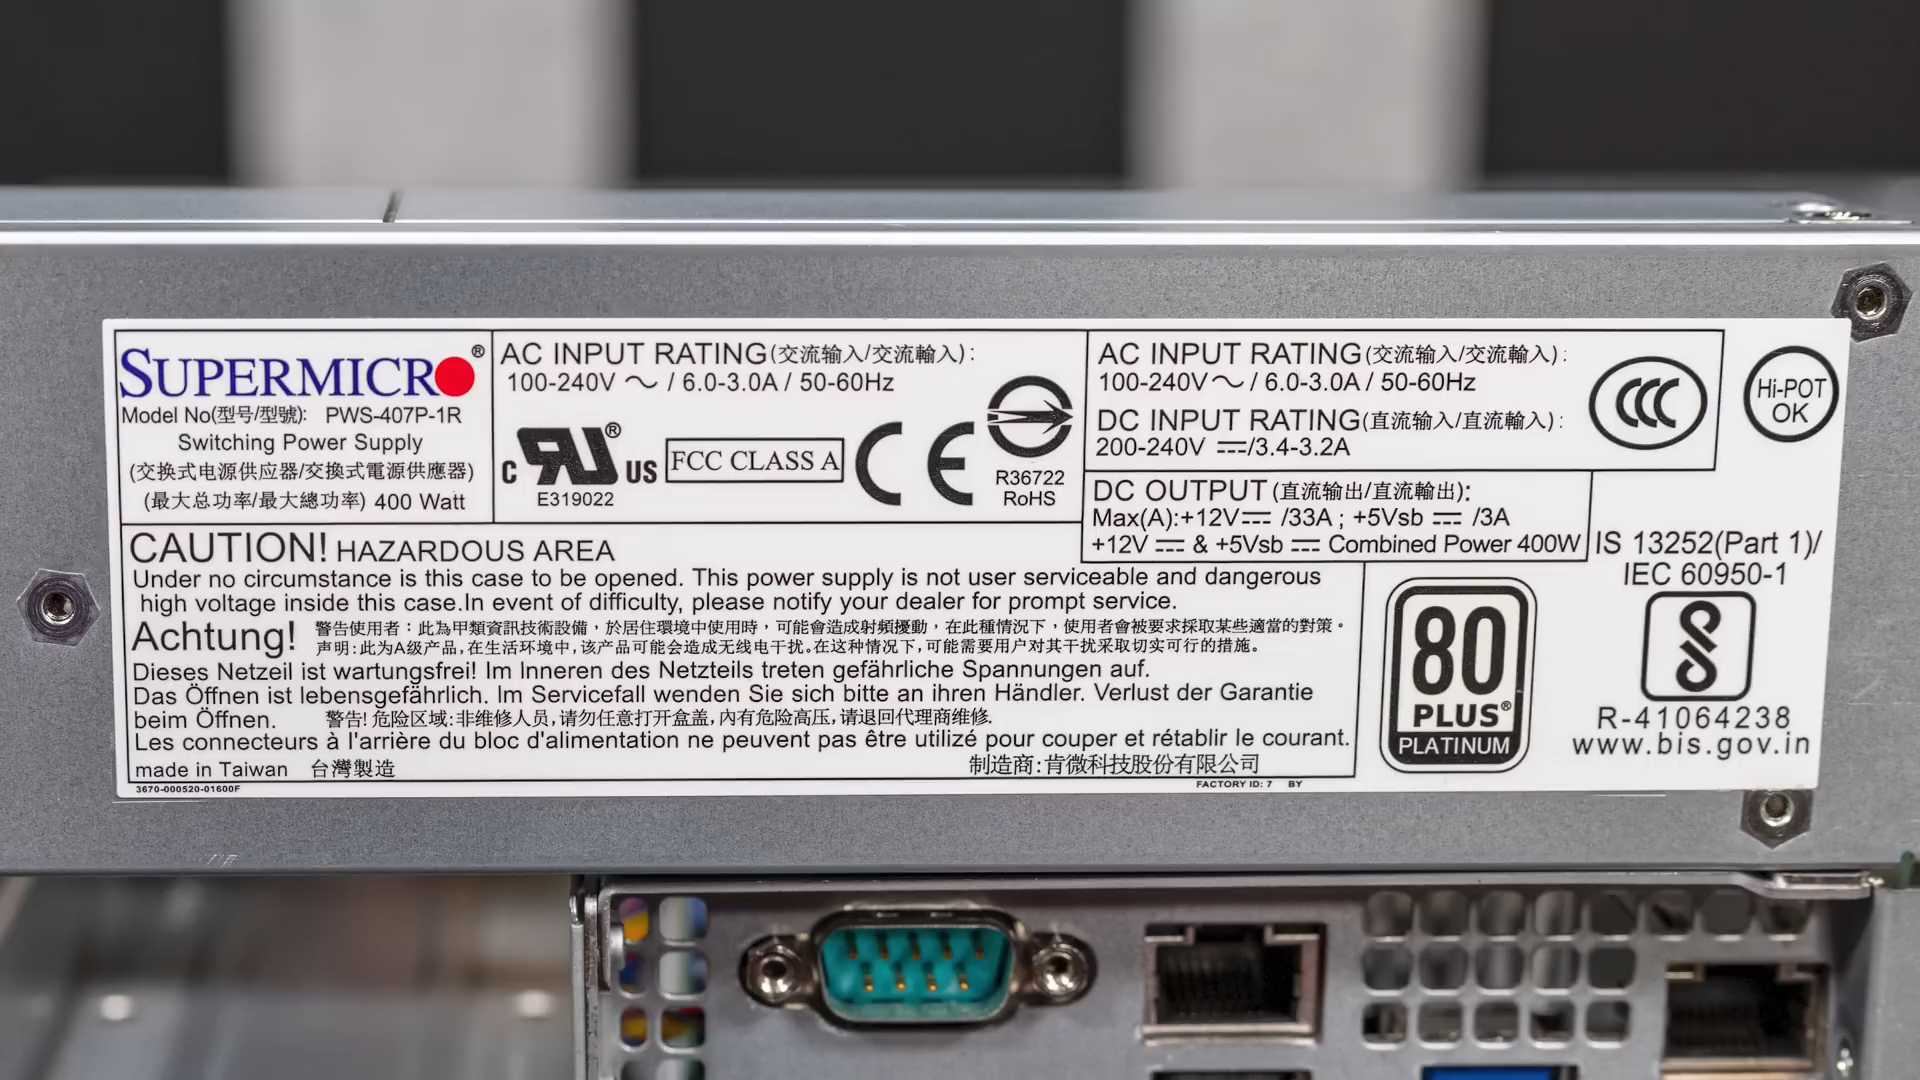 SUPERMICRO®
Model No(型号/型號): PWS-407P-1R
Switching Power Supply
(交换式电源供应器/交換式電源供應器)
(最大总功率/最大總功率) 400 Watt
AC INPUT RATING(交流输入/交流輸入):
100-240V ~ / 6.0-3.0A / 50-60Hz
C RU® US
E319022
FCC CLASS A
CE
R36722
RoHS
AC INPUT RATING(交流输入/交流輸入):
100-240V~ / 6.0-3.0A / 50-60Hz
DC INPUT RATING(直流输入/直流輸入):
200-240V ⎓/3.4-3.2A
CCC
Hi-POT
OK
DC OUTPUT (直流输出/直流輸出):
Max(A):+12V⎓ /33A ; +5Vsb ⎓ /3A
+12V ⎓ & +5Vsb ⎓ Combined Power 400W
CAUTION! HAZARDOUS AREA
Under no circumstance is this case to be opened. This power supply is not user serviceable and dangerous
high voltage inside this case.In event of difficulty, please notify your dealer for prompt service.
Achtung! 警告使用者：此為甲類資訊技術設備，於居住環境中使用時，可能會造成射頻擾動，在此種情況下，使用者會被要求採取某些適當的對策。
声明:此为A级产品,在生活环境中,该产品可能会造成无线电干扰。在这种情况下,可能需要用户对其干扰采取切实可行的措施。
Dieses Netzeil ist wartungsfrei! Im Inneren des Netzteils treten gefährliche Spannungen auf.
Das Öffnen ist lebensgefährlich. Im Servicefall wenden Sie sich bitte an ihren Händler. Verlust der Garantie
beim Öffnen. 警告! 危险区域:非维修人员,请勿任意打开盒盖,內有危险高压,请退回代理商维修.
Les connecteurs à l'arrière du bloc d'alimentation ne peuvent pas être utilizé pour couper et rétablir le courant.
made in Taiwan 台灣製造 制造商:肯微科技股份有限公司
3670-000520-01600F FACTORY ID: 7 BY
80
PLUS®
PLATINUM
IS 13252(Part 1)/
IEC 60950-1
R-41064238
www.bis.gov.in